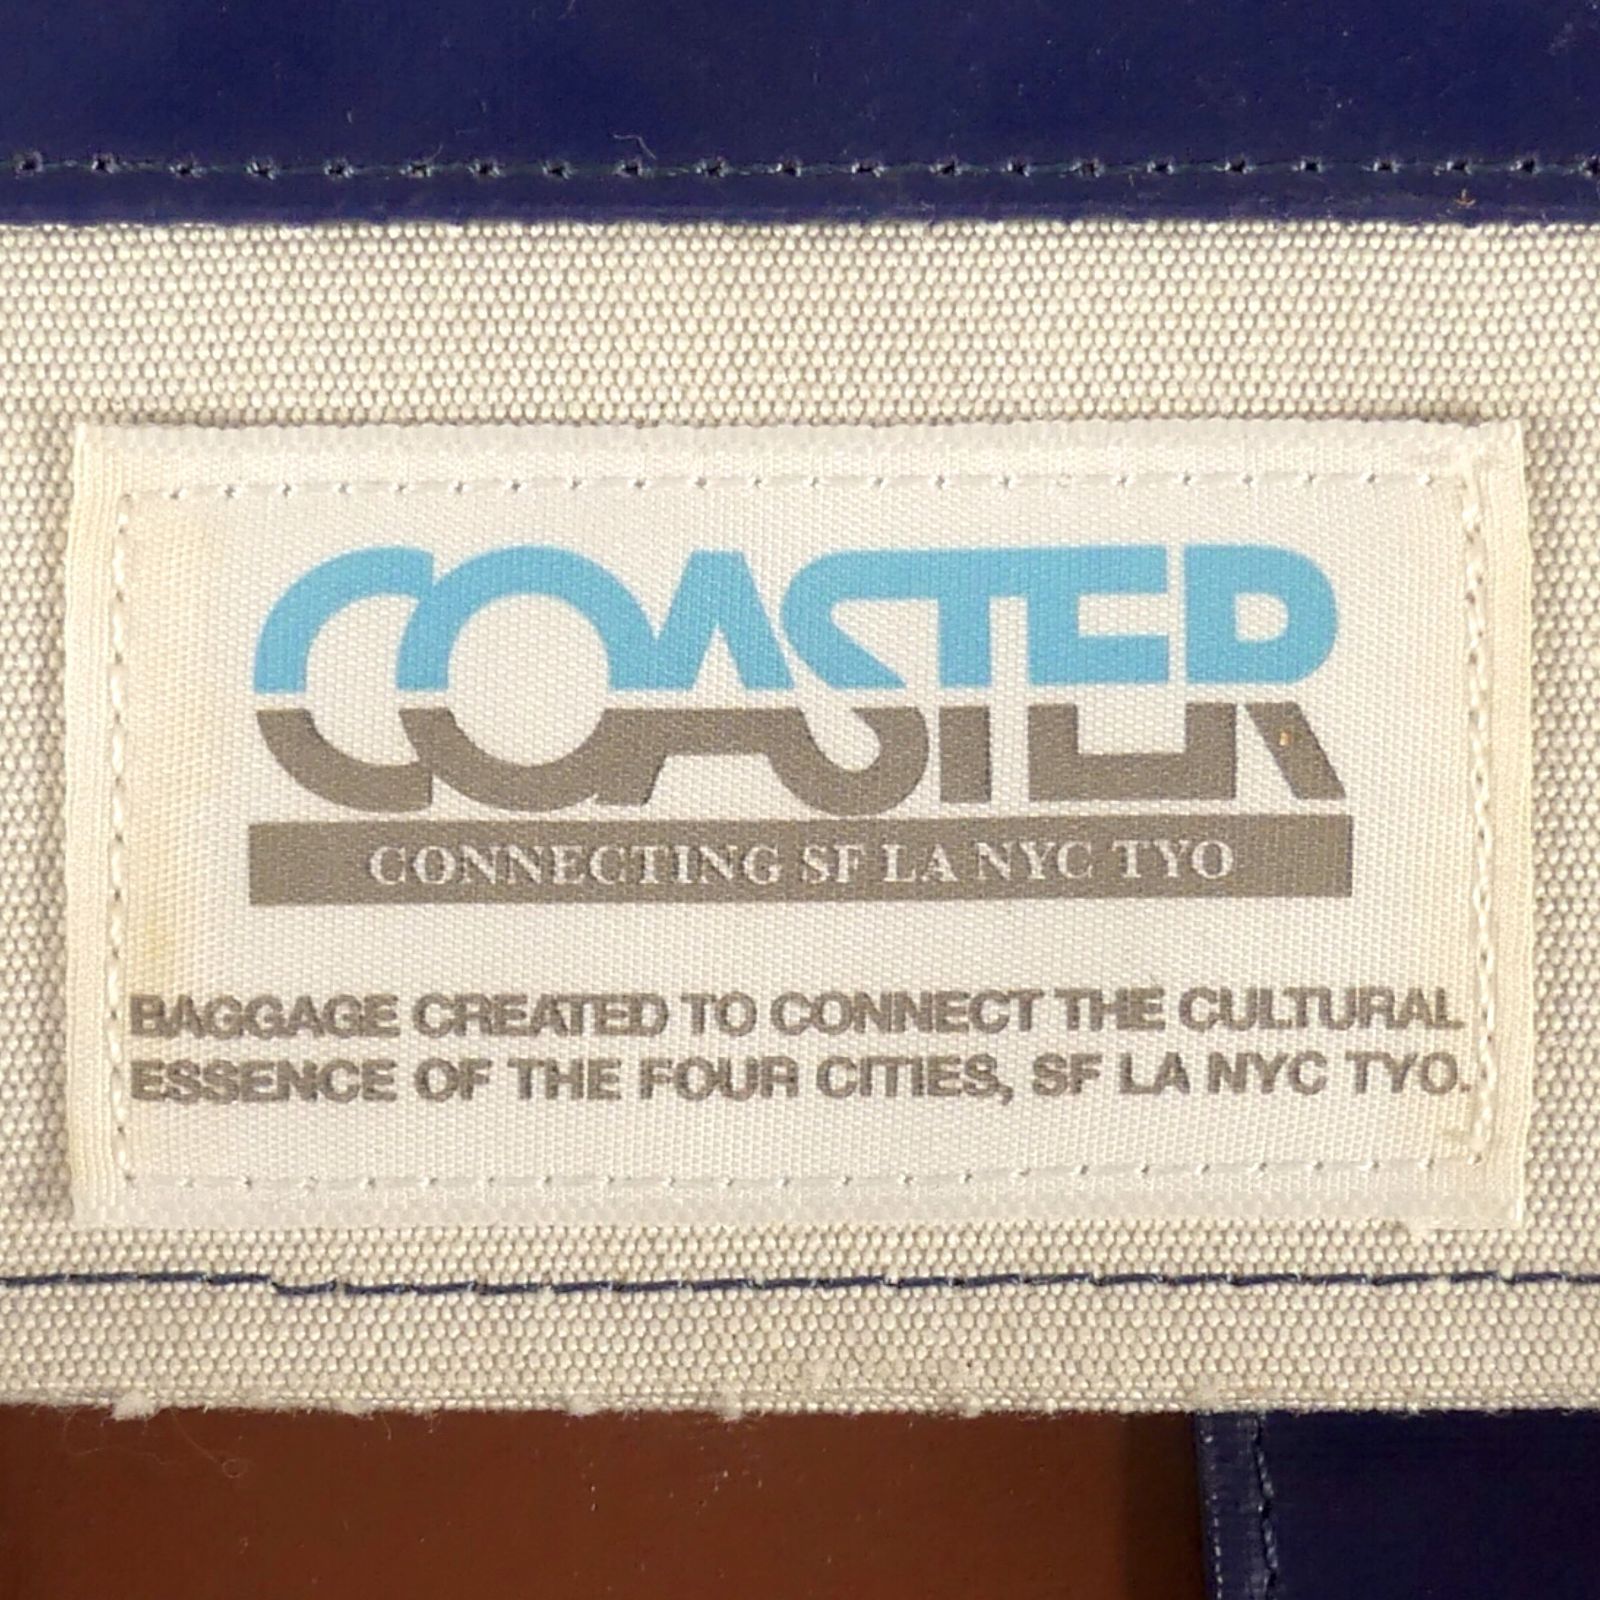 COASTER
CONNECTING SF LA NYC TYO
BAGGAGE CREATED TO CONNECT THE CULTURAL
ESSENCE OF THE FOUR CITIES, SF LA NYC TYO.